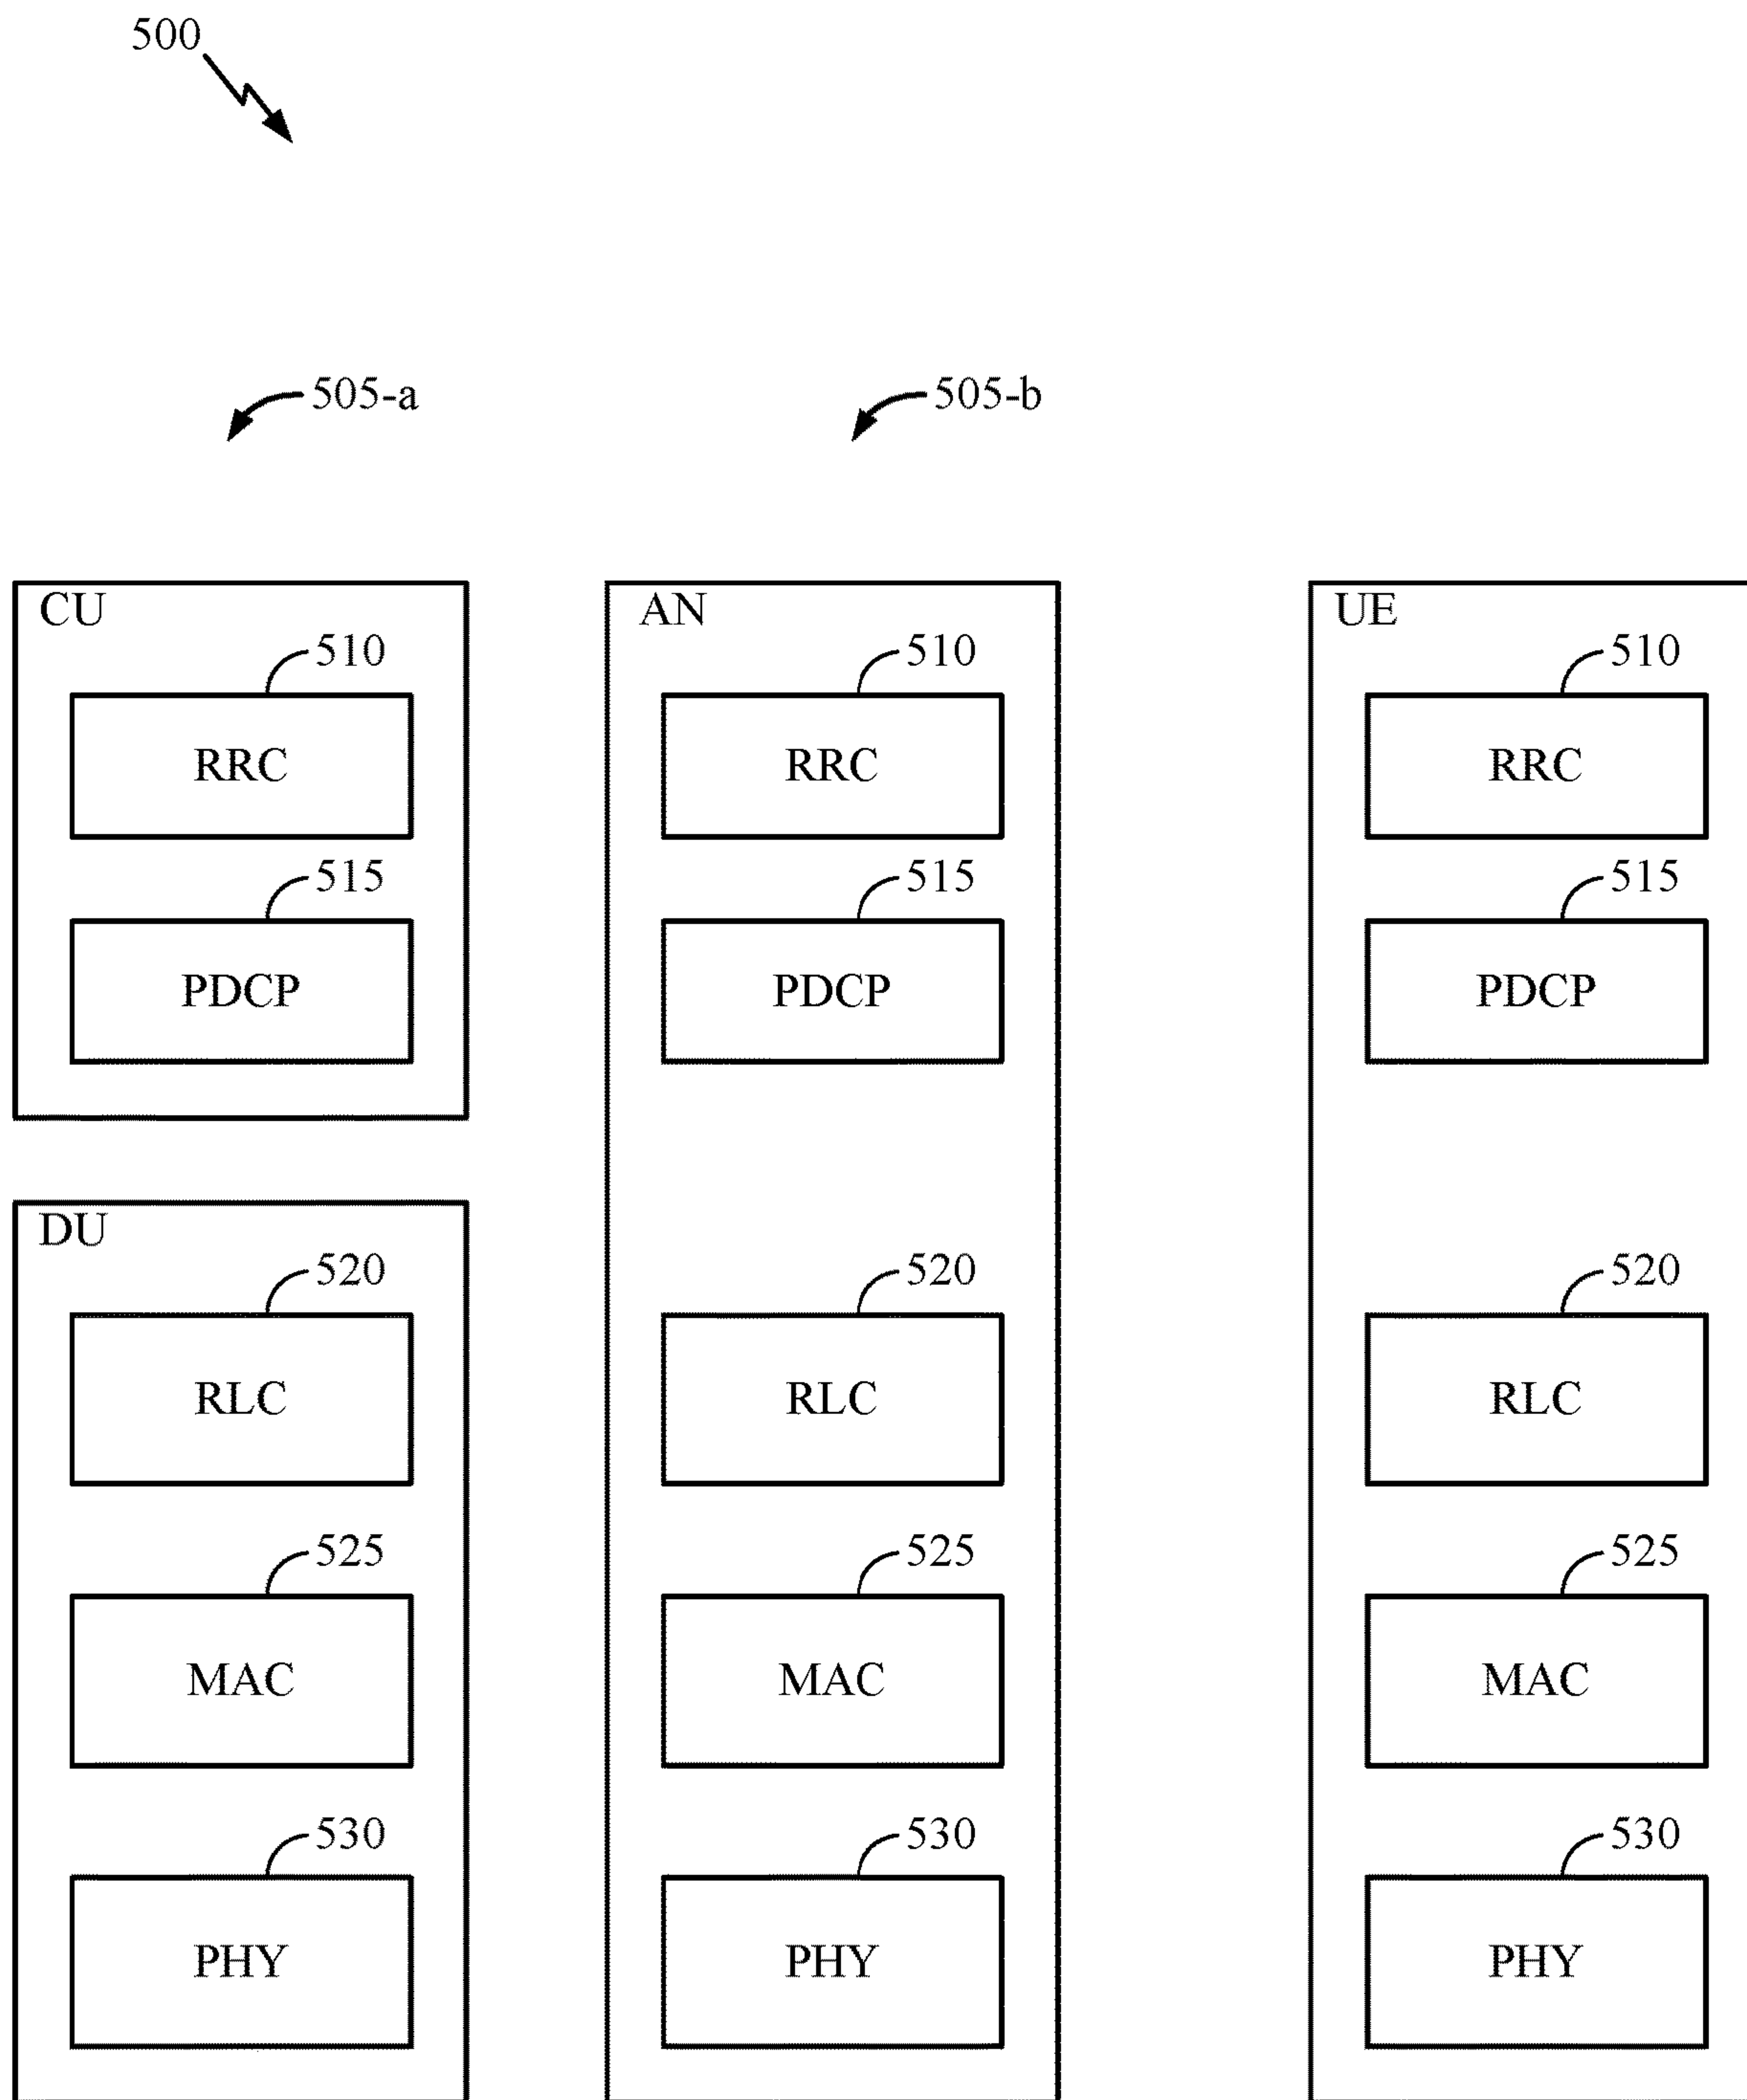 500
505-a 505-b
CU AN UE
510 510 510
RRC RRC RRC
515 515 515
PDCP PDCP PDCP
DU
520 520 520
RLC RLC RLC
525 525 525
MAC MAC MAC
530 530 530
PHY PHY PHY